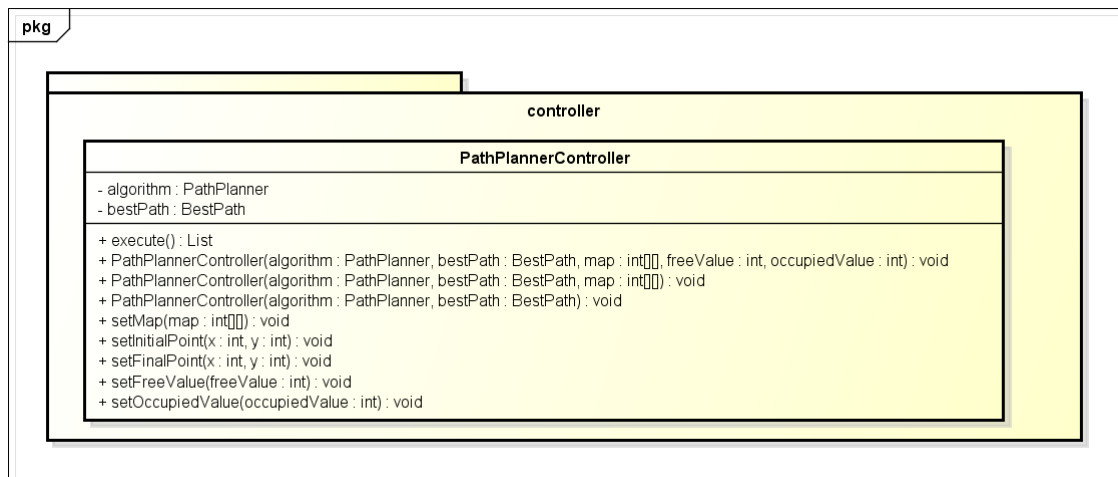 pkg
controller
PathPlannerController
- algorithm : PathPlanner
- bestPath : BestPath
+ execute() : List
+ PathPlannerController(algorithm : PathPlanner, bestPath : BestPath, map : int[][], freeValue : int, occupiedValue : int) : void
+ PathPlannerController(algorithm : PathPlanner, bestPath : BestPath, map : int[][]) : void
+ PathPlannerController(algorithm : PathPlanner, bestPath : BestPath) : void
+ setMap(map : int[][]) : void
+ setInitialPoint(x : int, y : int) : void
+ setFinalPoint(x : int, y : int) : void
+ setFreeValue(freeValue : int) : void
+ setOccupiedValue(occupiedValue : int) : void